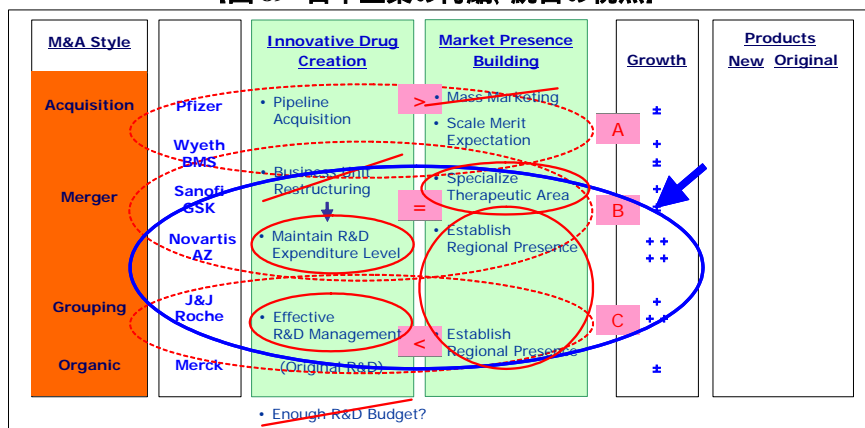 M&A Style
Innovative Drug Creation
Market Presence Building
Growth
Products
New Original
Acquisition
Merger
Grouping
Organic
Pfizer
Wyeth
BMS
Sanofi
GSK
Novartis
AZ
J&J
Roche
Merck
• Pipeline
Acquisition
• Business Unit
Restructuring
• Maintain R&D
Expenditure Level
• Effective
R&D Management
(Original R&D)
• Enough R&D Budget?
>
=
<
• Mass Marketing
• Scale Merit
Expectation
• Specialize
Therapeutic Area
• Establish
Regional Presence
• Establish
Regional Presence
A
B
C
±
+
±
+
+ +
+ +
+
+ +
±